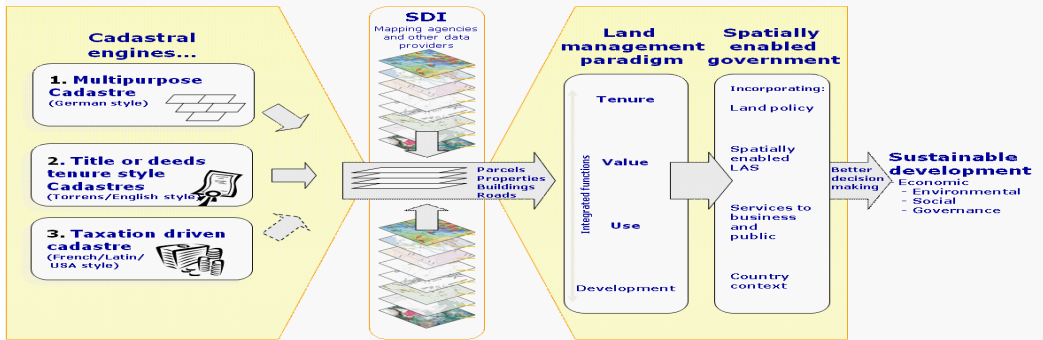 Cadastral
engines...
1. Multipurpose
Cadastre
(German style)
2. Title or deeds
tenure style
Cadastres
(Torrens/English style)
3. Taxation driven
cadastre
(French/Latin/
USA style)
SDI
Mapping agencies
and other data
providers
Parcels
Properties
Buildings
Roads
Land
management
paradigm
Tenure
Value
Use
Development
Integrated functions
Spatially
enabled
government
Incorporating:
Land policy
Spatially
enabled
LAS
Services to
business
and
public
Country
context
Better
decision
making
Sustainable
development
- Economic
- Environmental
- Social
- Governance